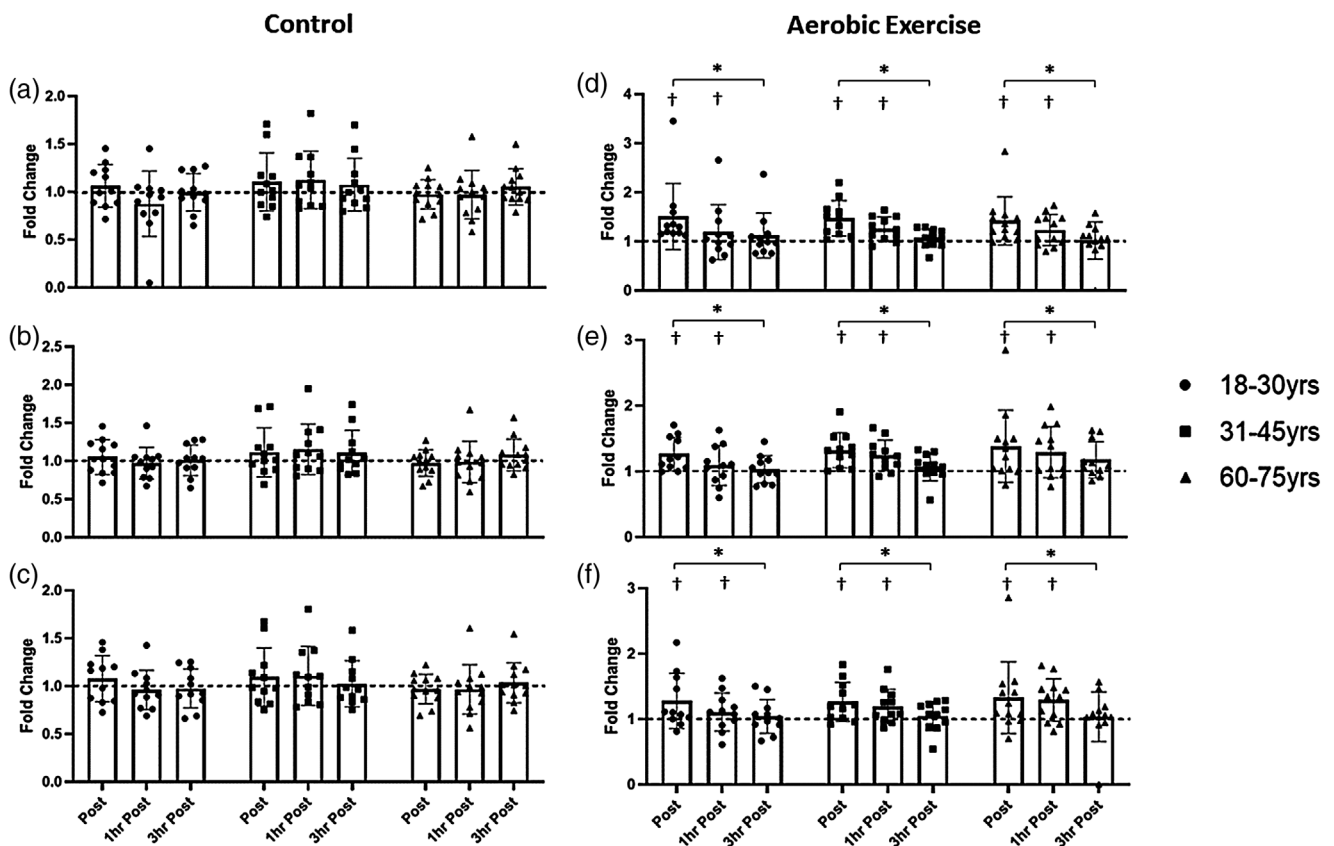 Control
Aerobic Exercise
(a)
2.0
1.5
1.0
0.5
0.0
Fold Change
(d)
4
3
2
1
0
Fold Change
* * *
† † † † † †
(b)
2.5
2.0
1.5
1.0
0.5
0.0
Fold Change
(e)
3
2
1
0
Fold Change
* * *
† † † † † †
18-30yrs
31-45yrs
60-75yrs
(c)
2.0
1.5
1.0
0.5
0.0
Fold Change
Post 1hr Post 3hr Post Post 1hr Post 3hr Post Post 1hr Post 3hr Post
(f)
3
2
1
0
Fold Change
* * *
† † † † † †
Post 1hr Post 3hr Post Post 1hr Post 3hr Post Post 1hr Post 3hr Post